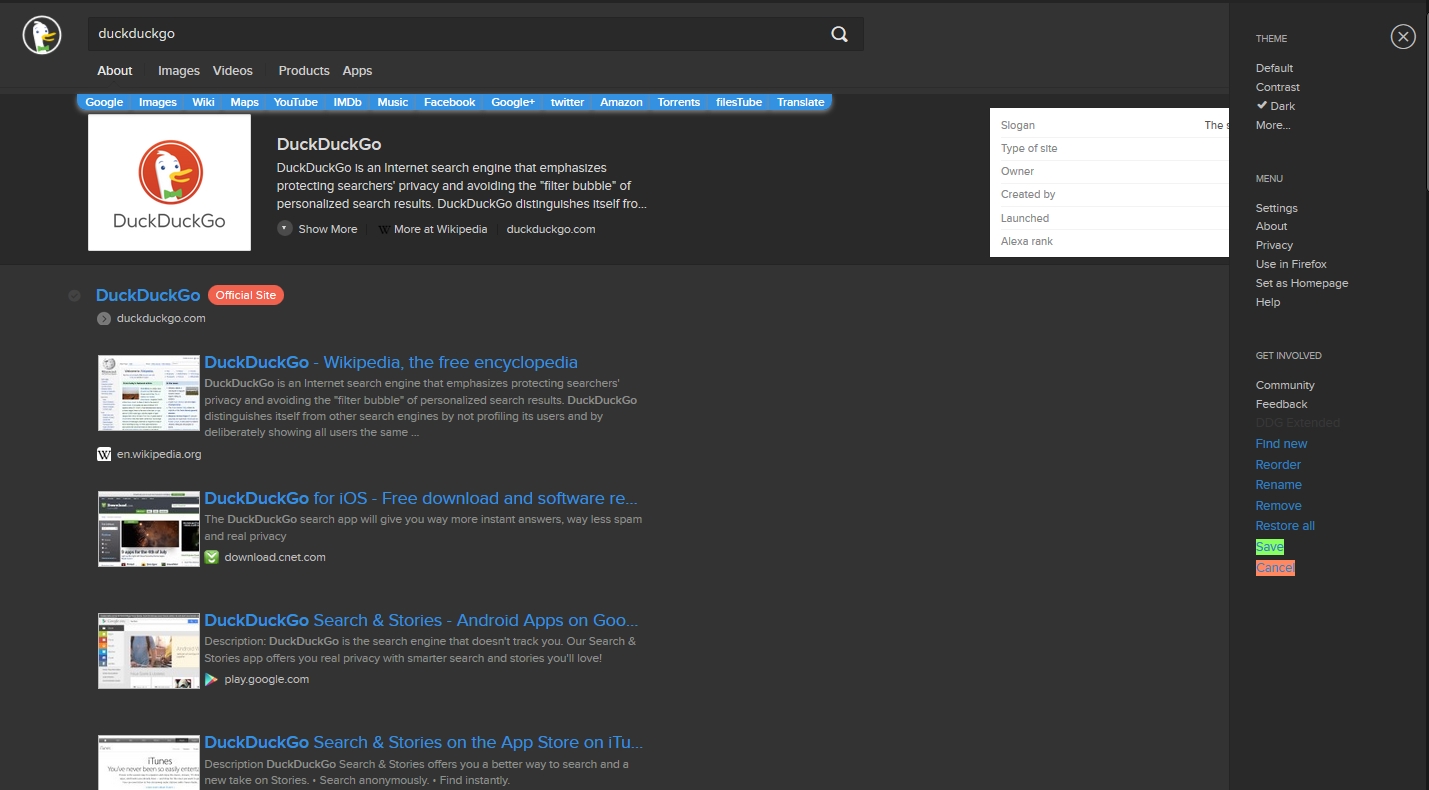 duckduckgo
About Images Videos Products Apps
Google Images Wiki Maps YouTube IMDb Music Facebook Google+ twitter Amazon Torrents filesTube Translate
DuckDuckGo
DuckDuckGo
DuckDuckGo is an Internet search engine that emphasizes
protecting searchers' privacy and avoiding the "filter bubble" of
personalized search results. DuckDuckGo distinguishes itself fro...
Show More W More at Wikipedia duckduckgo.com
Slogan The s
Type of site
Owner
Created by
Launched
Alexa rank
DuckDuckGo Official Site
duckduckgo.com
DuckDuckGo - Wikipedia, the free encyclopedia
DuckDuckGo is an Internet search engine that emphasizes protecting searchers'
privacy and avoiding the "filter bubble" of personalized search results. DuckDuckGo
distinguishes itself from other search engines by not profiling its users and by
deliberately showing all users the same ...
W en.wikipedia.org
DuckDuckGo for iOS - Free download and software re...
The DuckDuckGo search app will give you way more instant answers, way less spam
and real privacy
download.cnet.com
DuckDuckGo Search & Stories - Android Apps on Goo...
Description: DuckDuckGo is the search engine that doesn't track you. Our Search &
Stories app offers you real privacy with smarter search and stories you'll love!
play.google.com
DuckDuckGo Search & Stories on the App Store on iTu...
iTunes
Description DuckDuckGo Search & Stories offers you a better way to search and a
new take on Stories. • Search anonymously. • Find instantly.
THEME
Default
Contrast
Dark
More...
MENU
Settings
About
Privacy
Use in Firefox
Set as Homepage
Help
GET INVOLVED
Community
Feedback
DDG Extended
Find new
Reorder
Rename
Remove
Restore all
Save
Cancel